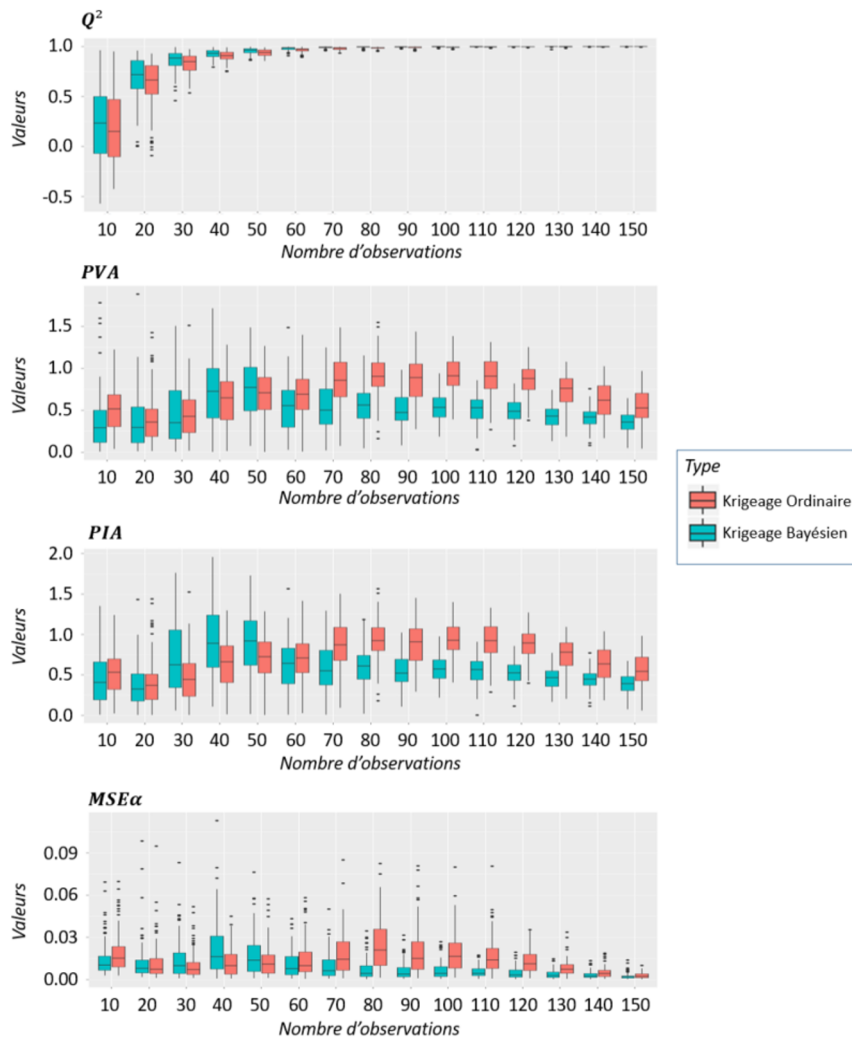 Q²
1.0
0.5
0.0
-0.5
Valeurs
10 20 30 40 50 60 70 80 90 100 110 120 130 140 150
Nombre d'observations
PVA
1.5
1.0
0.5
0.0
Valeurs
10 20 30 40 50 60 70 80 90 100 110 120 130 140 150
Nombre d'observations
Type
Krigeage Ordinaire
Krigeage Bayésien
PIA
2.0
1.5
1.0
0.5
0.0
Valeurs
10 20 30 40 50 60 70 80 90 100 110 120 130 140 150
Nombre d'observations
MSEα
0.09
0.06
0.03
0.00
Valeurs
10 20 30 40 50 60 70 80 90 100 110 120 130 140 150
Nombre d'observations